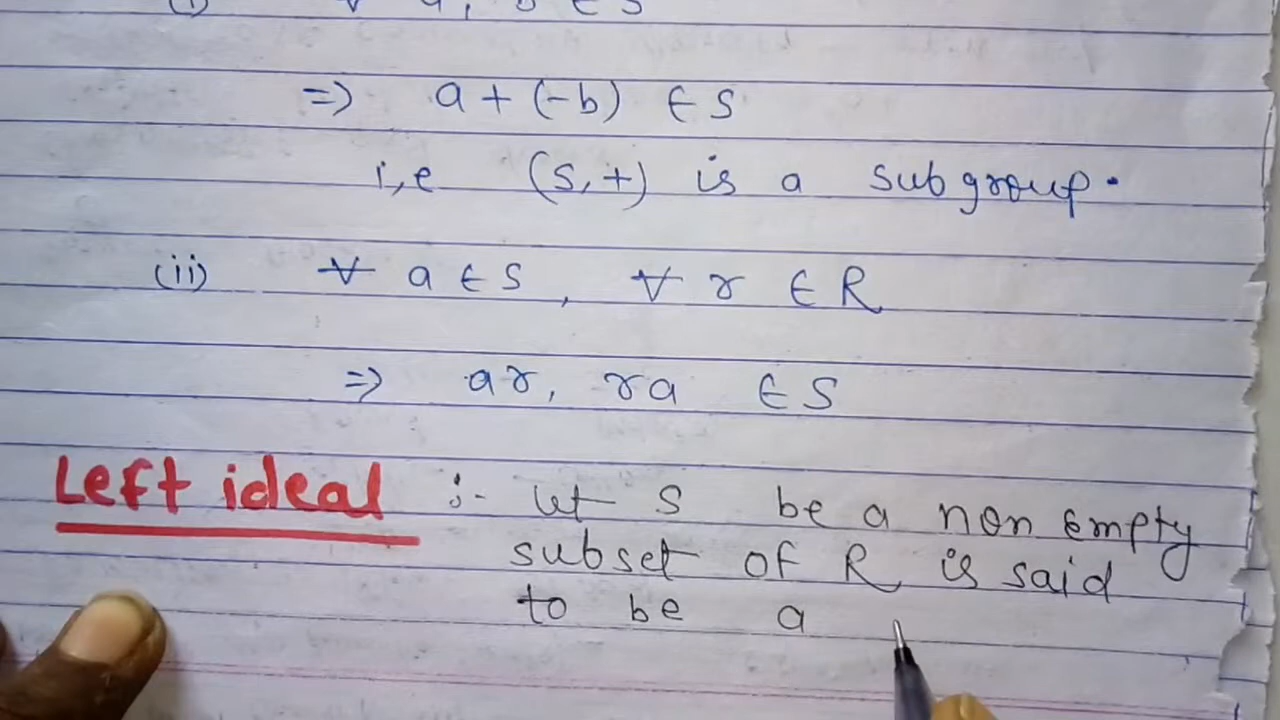 (i) ∀ a, b ∈ S
=> a + (-b) ∈ S
i,e (S, +) is a subgroup.
(ii) ∀ a ∈ S, ∀ r ∈ R
=> ar, ra ∈ S
Left ideal :- Let S be a non Empty
subset of R is said
to be a